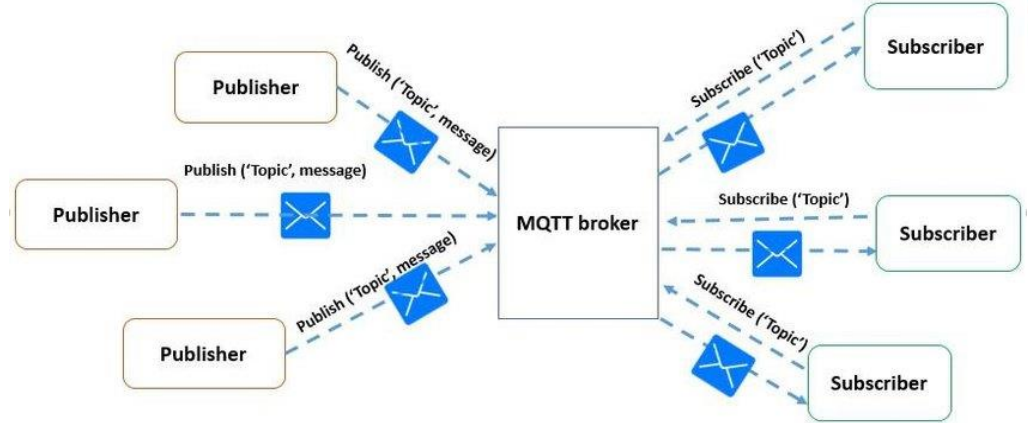 Publisher
Publish (‘Topic’, message)
Publish (‘Topic’, message)
Publisher
Publish (‘Topic’, message)
Publisher
MQTT broker
Subscribe (‘Topic’)
Subscriber
Subscribe (‘Topic’)
Subscriber
Subscribe (‘Topic’)
Subscriber